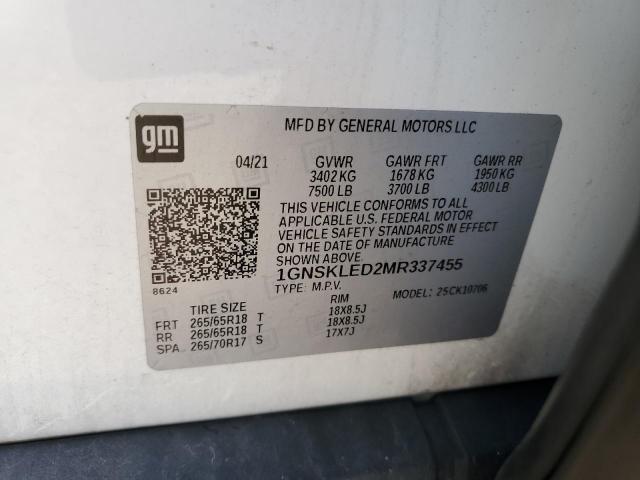 gm
MFD BY GENERAL MOTORS LLC
04/21 GVWR GAWR FRT GAWR RR
3402 KG 1678 KG 1950 KG
7500 LB 3700 LB 4300 LB
THIS VEHICLE CONFORMS TO ALL
APPLICABLE U.S. FEDERAL MOTOR
VEHICLE SAFETY STANDARDS IN EFFECT
ON THE DATE OF MANUFACTURE
SHOWN ABOVE.
1GNSKLED2MR337455
8624
TYPE: M.P.V. MODEL: 25CK10706
TIRE SIZE RIM
FRT 265/65R18 T 18X8.5J
RR 265/65R18 T 18X8.5J
SPA 265/70R17 S 17X7J